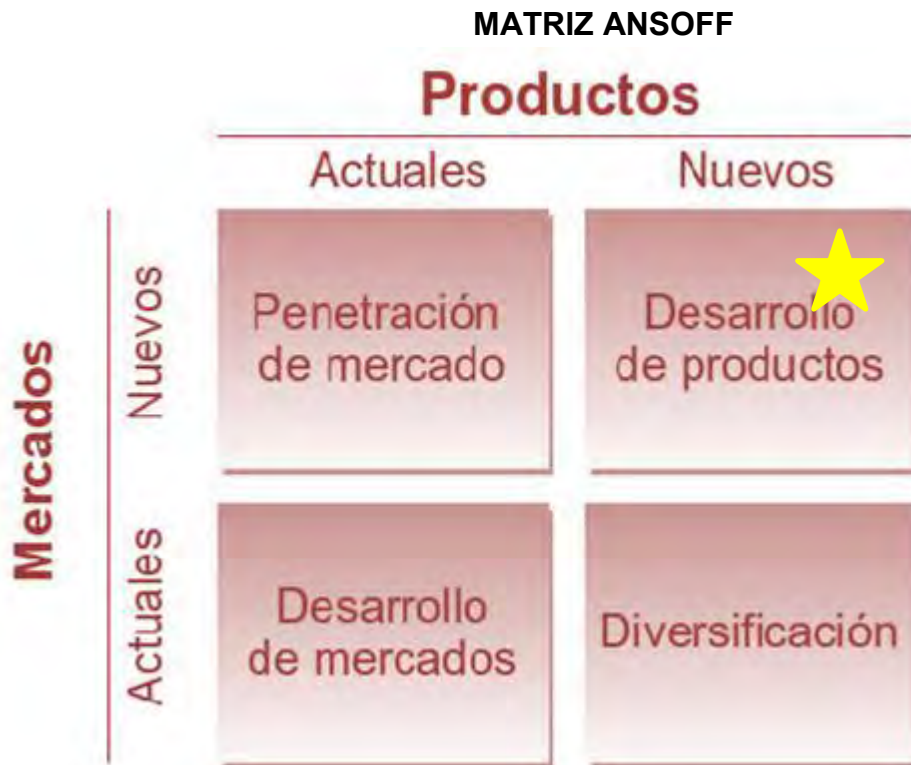 MATRIZ ANSOFF
Productos
Actuales
Nuevos
Mercados
Nuevos
Penetración
de mercado
Desarrollo
de productos
Actuales
Desarrollo
de mercados
Diversificación